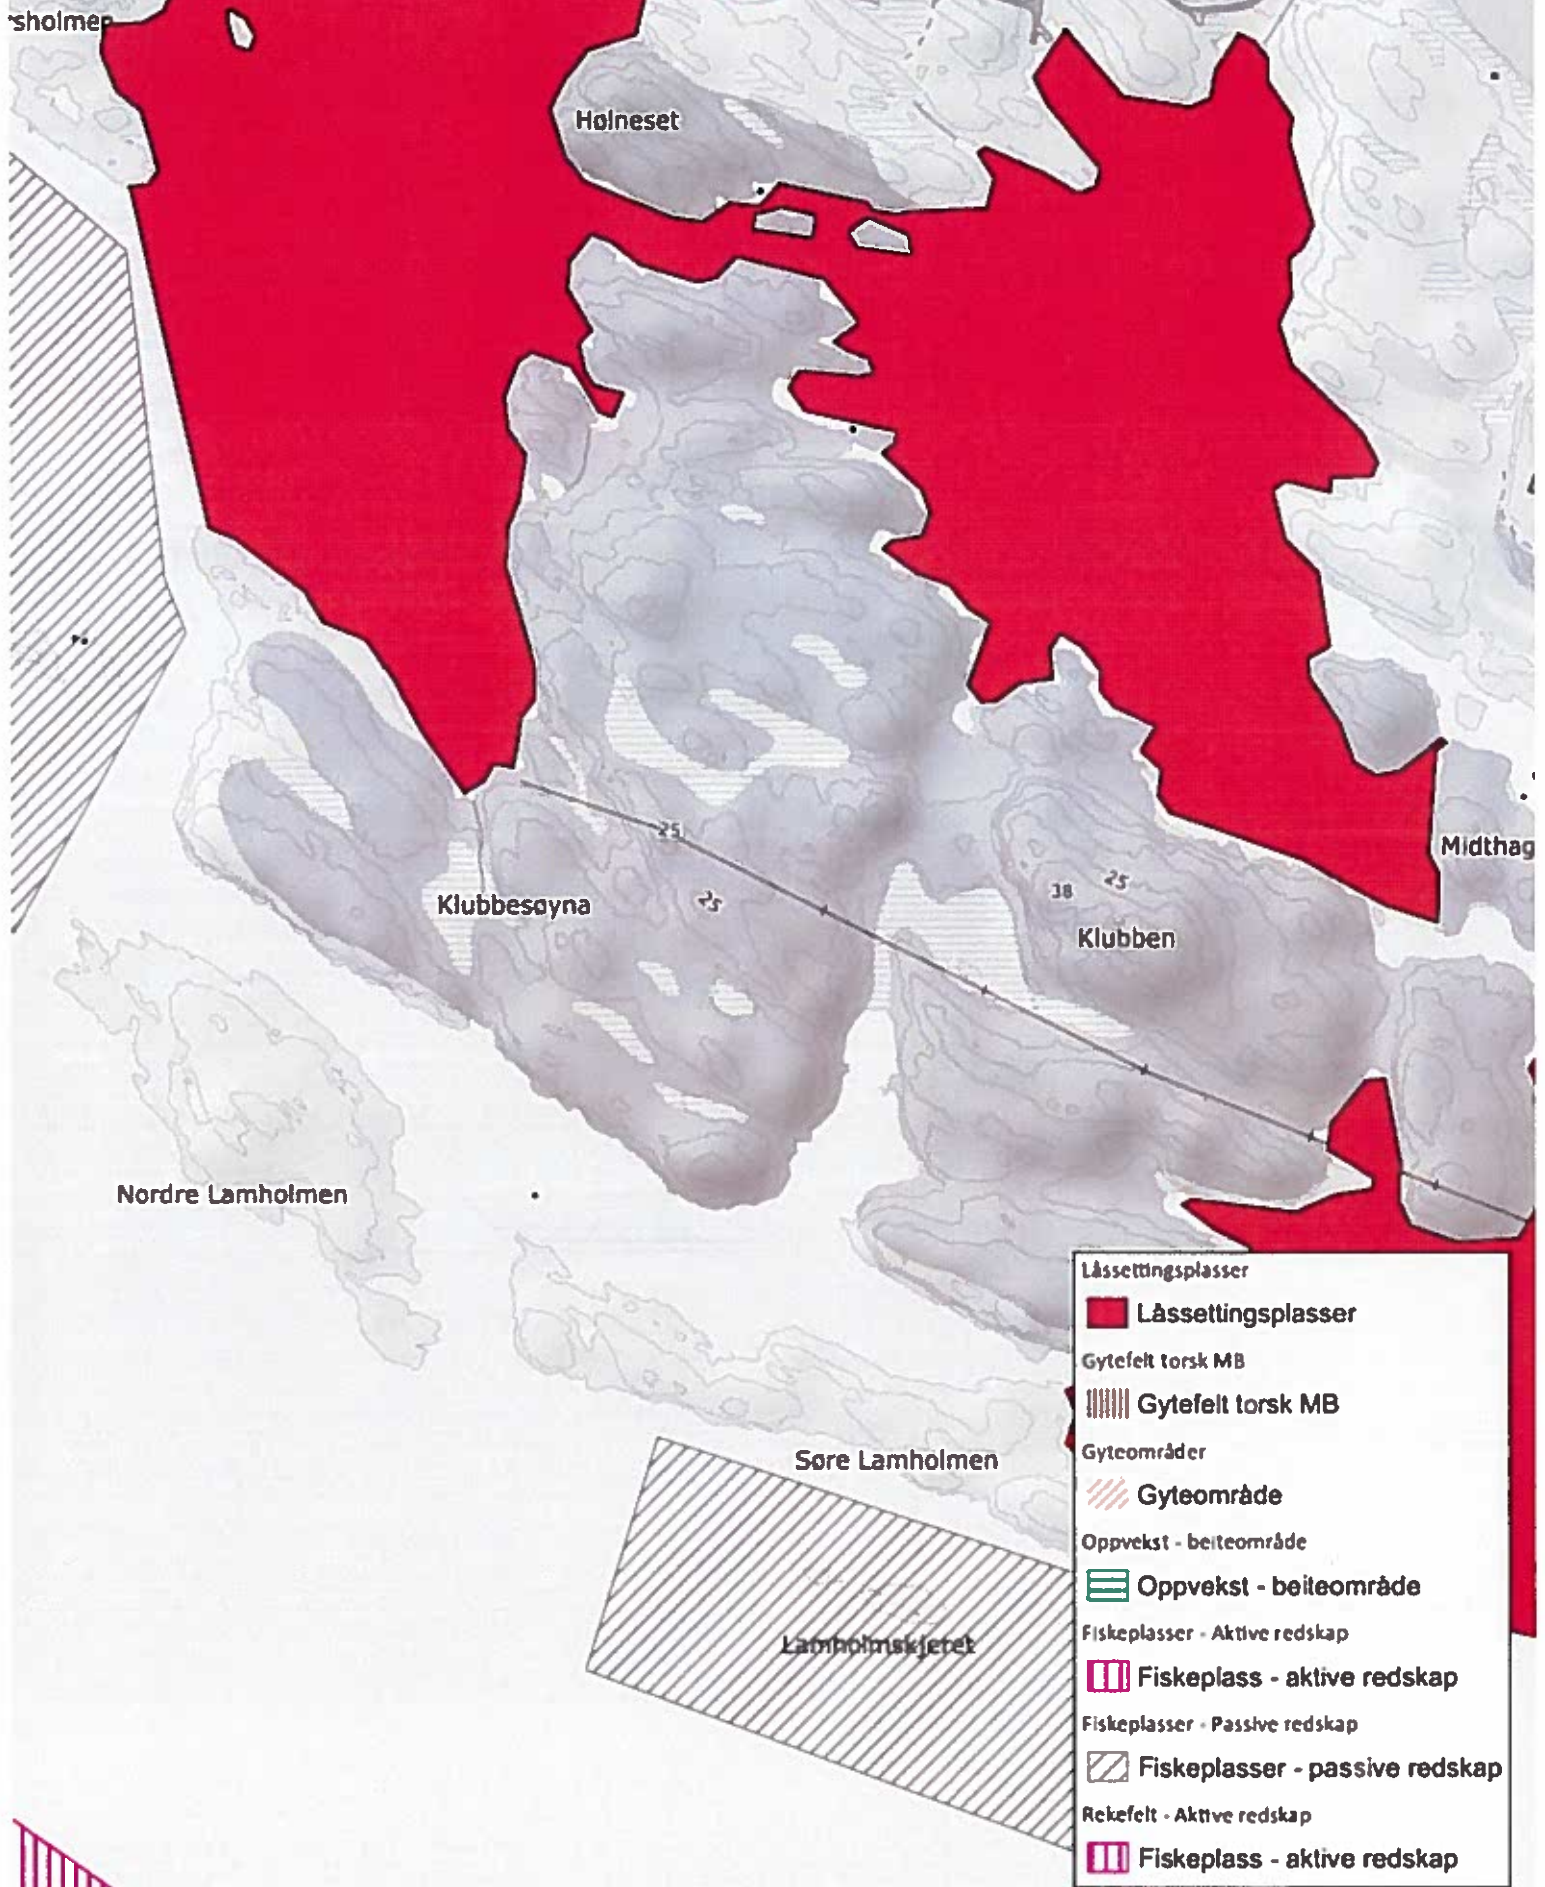 sholmen
Holneset
25
25
38
25
Klubbesøyna
Klubben
Midthag
Nordre Lamholmen
Søre Lamholmen
Lamholmskjeret
Låssettingsplasser
Låssettingsplasser
Gytefelt torsk MB
Gytefelt torsk MB
Gyteområder
Gyteområde
Oppvekst - beiteområde
Oppvekst - beiteområde
Fiskeplasser - Aktive redskap
Fiskeplass - aktive redskap
Fiskeplasser - Passive redskap
Fiskeplasser - passive redskap
Rekefelt - Aktive redskap
Fiskeplass - aktive redskap